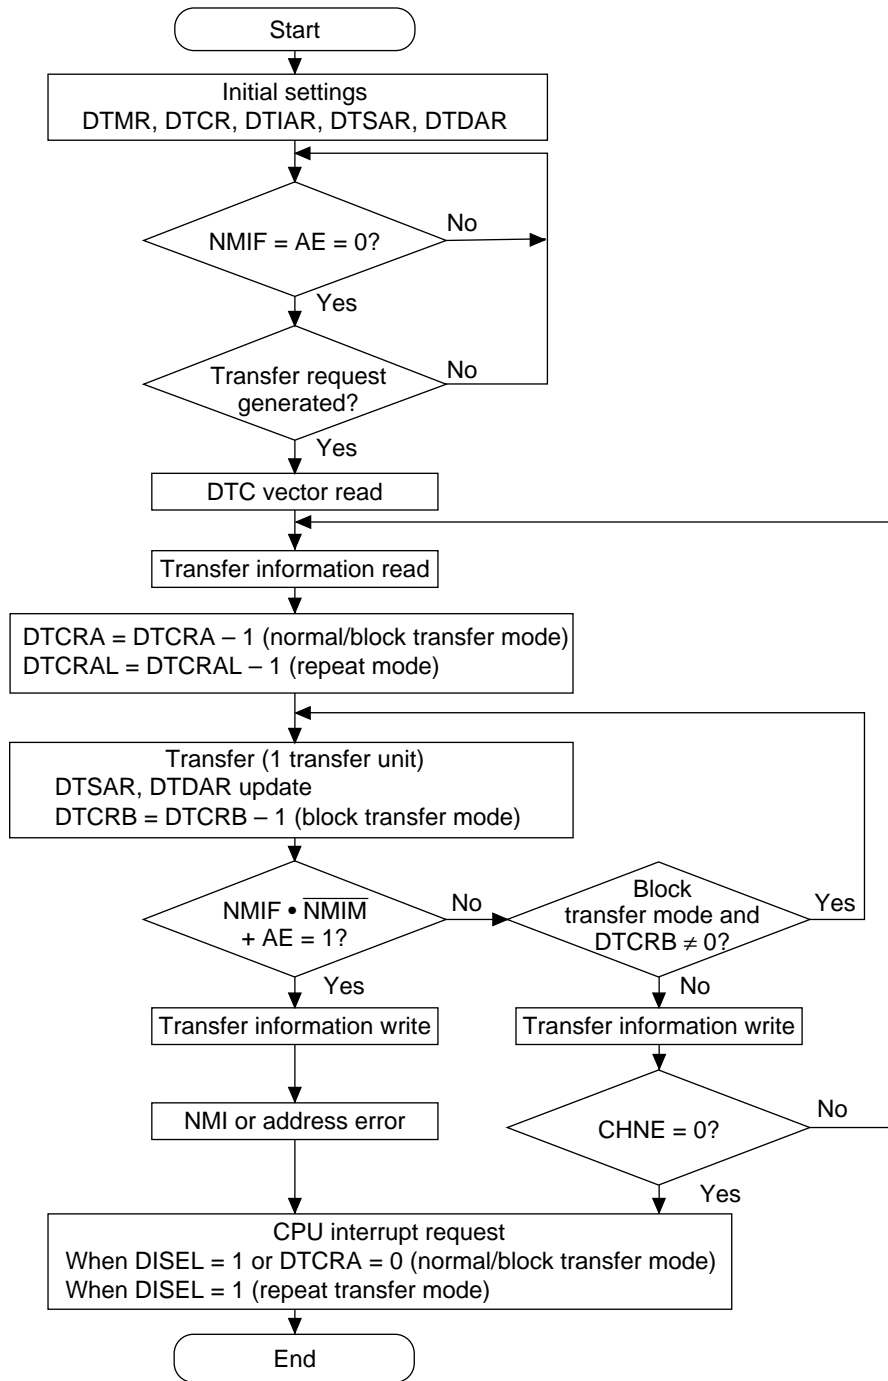 Start
Initial settings
DTMR, DTCR, DTIAR, DTSAR, DTDAR
NMIF = AE = 0?
No
Yes
Transfer request
generated?
No
Yes
DTC vector read
Transfer information read
DTCRA = DTCRA – 1 (normal/block transfer mode)
DTCRAL = DTCRAL – 1 (repeat mode)
Transfer (1 transfer unit)
DTSAR, DTDAR update
DTCRB = DTCRB – 1 (block transfer mode)
NMIF • N̅M̅I̅M̅
+ AE = 1?
No
Yes
Block
transfer mode and
DTCRB ≠ 0?
Yes
No
Transfer information write
Transfer information write
NMI or address error
CHNE = 0?
No
Yes
CPU interrupt request
When DISEL = 1 or DTCRA = 0 (normal/block transfer mode)
When DISEL = 1 (repeat transfer mode)
End